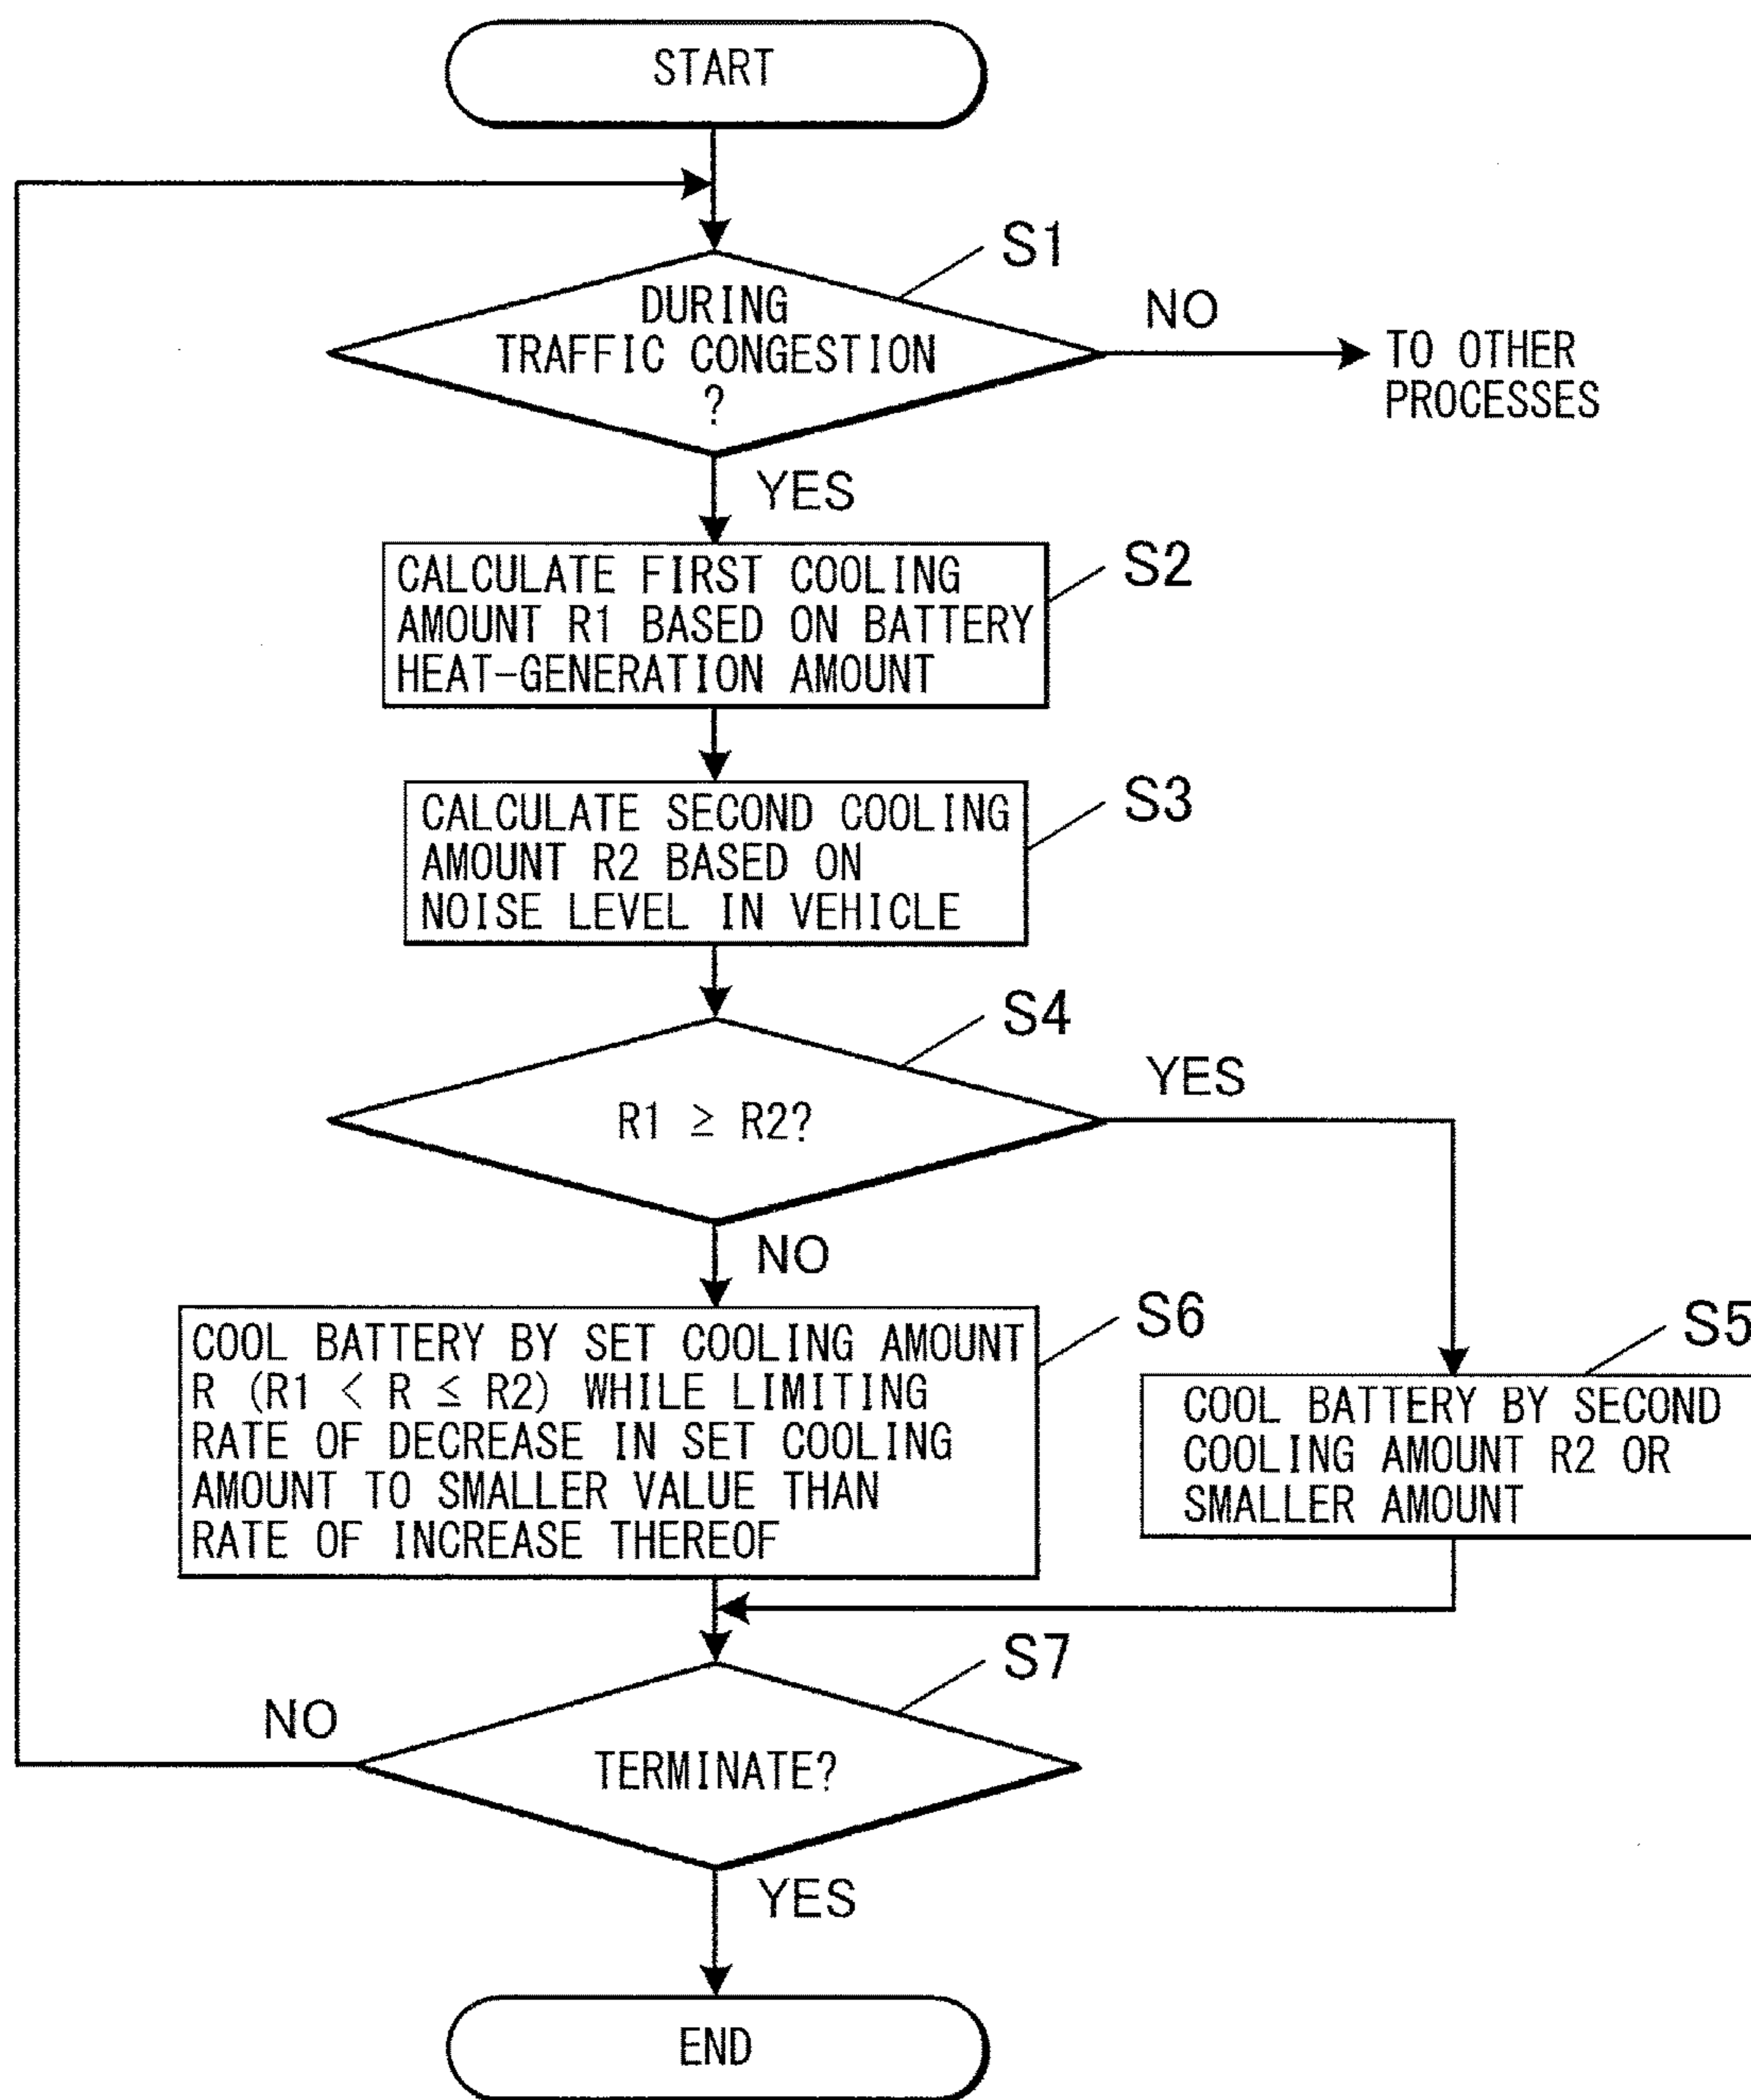 START
S1
DURING
TRAFFIC CONGESTION
?
NO
TO OTHER
PROCESSES
YES
S2
CALCULATE FIRST COOLING
AMOUNT R1 BASED ON BATTERY
HEAT-GENERATION AMOUNT
S3
CALCULATE SECOND COOLING
AMOUNT R2 BASED ON
NOISE LEVEL IN VEHICLE
S4
YES
R1 ≥ R2?
NO
S6
COOL BATTERY BY SET COOLING AMOUNT
R (R1 < R ≤ R2) WHILE LIMITING
RATE OF DECREASE IN SET COOLING
AMOUNT TO SMALLER VALUE THAN
RATE OF INCREASE THEREOF
S5
COOL BATTERY BY SECOND
COOLING AMOUNT R2 OR
SMALLER AMOUNT
S7
NO
TERMINATE?
YES
END